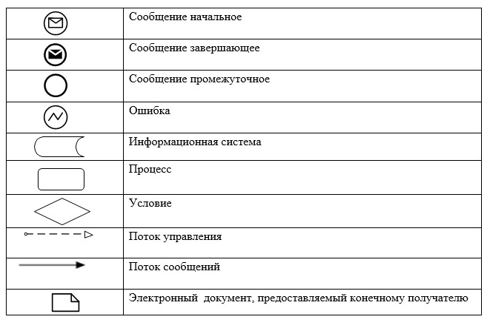 Сообщение начальное
Сообщение завершающее
Сообщение промежуточное
Ошибка
Информационная система
Процесс
Условие
Поток управления
Поток сообщений
Электронный документ, предоставляемый конечному получателю